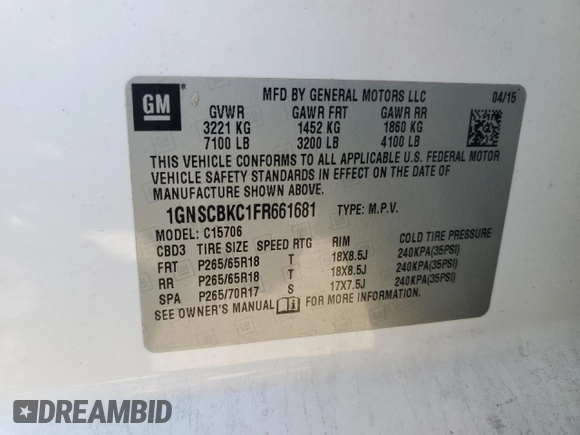 GM
MFD BY GENERAL MOTORS LLC 04/15
GVWR GAWR FRT GAWR RR
3221 KG 1452 KG 1860 KG
7100 LB 3200 LB 4100 LB
THIS VEHICLE CONFORMS TO ALL APPLICABLE U.S. FEDERAL MOTOR
VEHICLE SAFETY STANDARDS IN EFFECT ON THE DATE OF
MANUFACTURE SHOWN ABOVE.
1GNSCBKC1FR661681 TYPE: M.P.V.
MODEL: C15706
CBD3 TIRE SIZE SPEED RTG RIM COLD TIRE PRESSURE
FRT P265/65R18 T 18X8.5J 240KPA(35PSI)
RR P265/65R18 T 18X8.5J 240KPA(35PSI)
SPA P265/70R17 S 17X7.5J 240KPA(35PSI)
SEE OWNER'S MANUAL FOR MORE INFORMATION.
DREAMBID